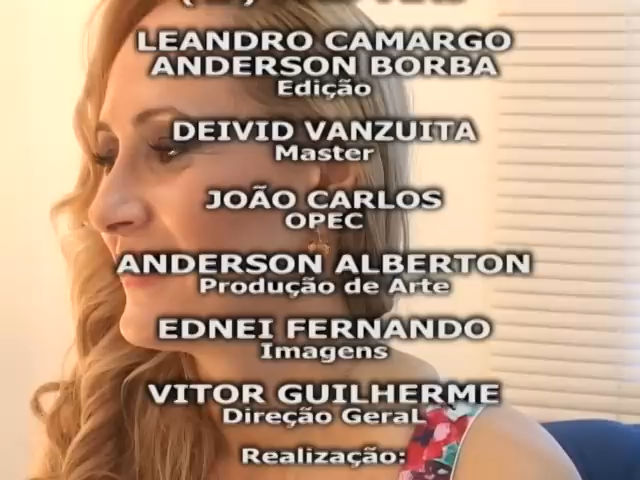 LEANDRO CAMARGO
ANDERSON BORBA
Edição
DEIVID VANZUITA
Master
JOÃO CARLOS
OPEC
ANDERSON ALBERTON
Produção de Arte
EDNEI FERNANDO
Imagens
VITOR GUILHERME
Direção GeraL
Realização: